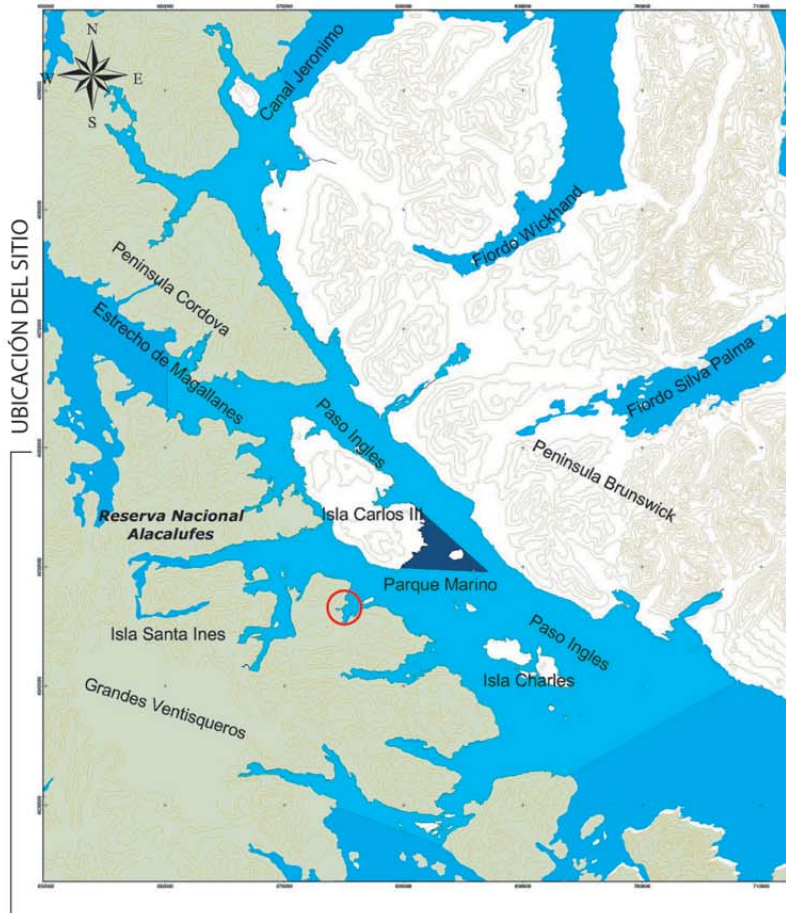 UBICACIÓN DEL SITIO
N
W
E
S
Canal Jeronimo
Fiordo Wickhand
Peninsula Cordova
Estrecho de Magallanes
Fiordo Silva Palma
Paso Ingles
Peninsula Brunswick
Isla Carlos III
Reserva Nacional
Alacalufes
Parque Marino
Isla Santa Ines
Paso Ingles
Isla Charles
Grandes Ventisqueros